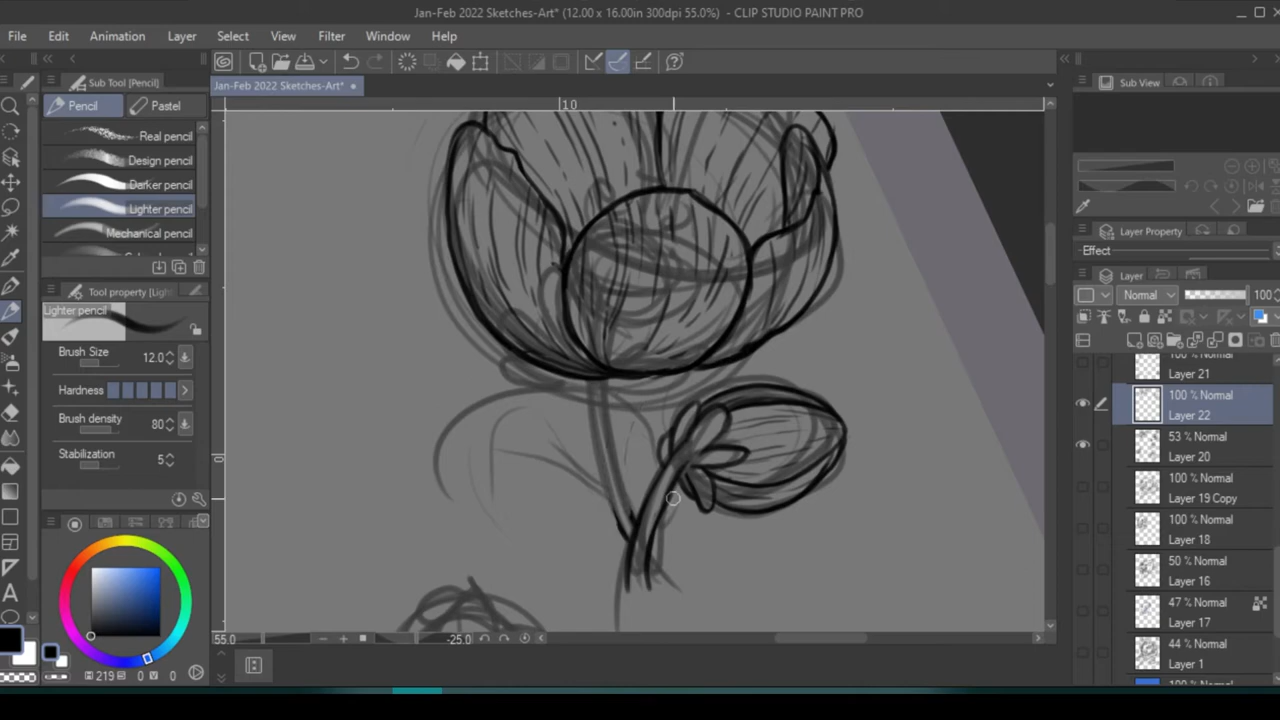 Jan-Feb 2022 Sketches-Art* (12.00 x 16.00in 300dpi 55.0%) - CLIP STUDIO PAINT PRO
File Edit Animation Layer Select View Filter Window Help
Sub Tool [Pencil]
Jan-Feb 2022 Sketches-Art*
Sub View
Pencil Pastel
10
Real pencil
Design pencil
Darker pencil
Lighter pencil
Mechanical pencil
Tool property [Light
Lighter pencil
Brush Size 12.0
Hardness
Brush density 80
Stabilization 5
Layer Property
Effect
Layer
Normal 100
Layer 21
100 % Normal
Layer 22
53 % Normal
Layer 20
100 % Normal
Layer 19 Copy
100 % Normal
Layer 18
50 % Normal
Layer 16
47 % Normal
Layer 17
44 % Normal
Layer 1
0
55.0 -25.0
H 219 S 0 V 0